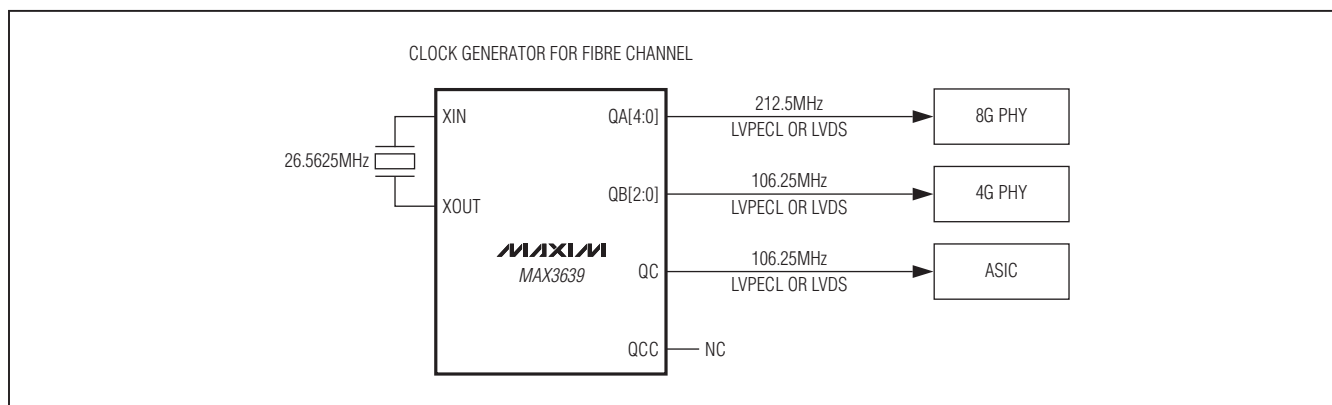 CLOCK GENERATOR FOR FIBRE CHANNEL
XIN
QA[4:0]
212.5MHz
LVPECL OR LVDS
8G PHY
26.5625MHz
XOUT
QB[2:0]
106.25MHz
LVPECL OR LVDS
4G PHY
MAXIM
MAX3639
QC
106.25MHz
LVPECL OR LVDS
ASIC
QCC
NC